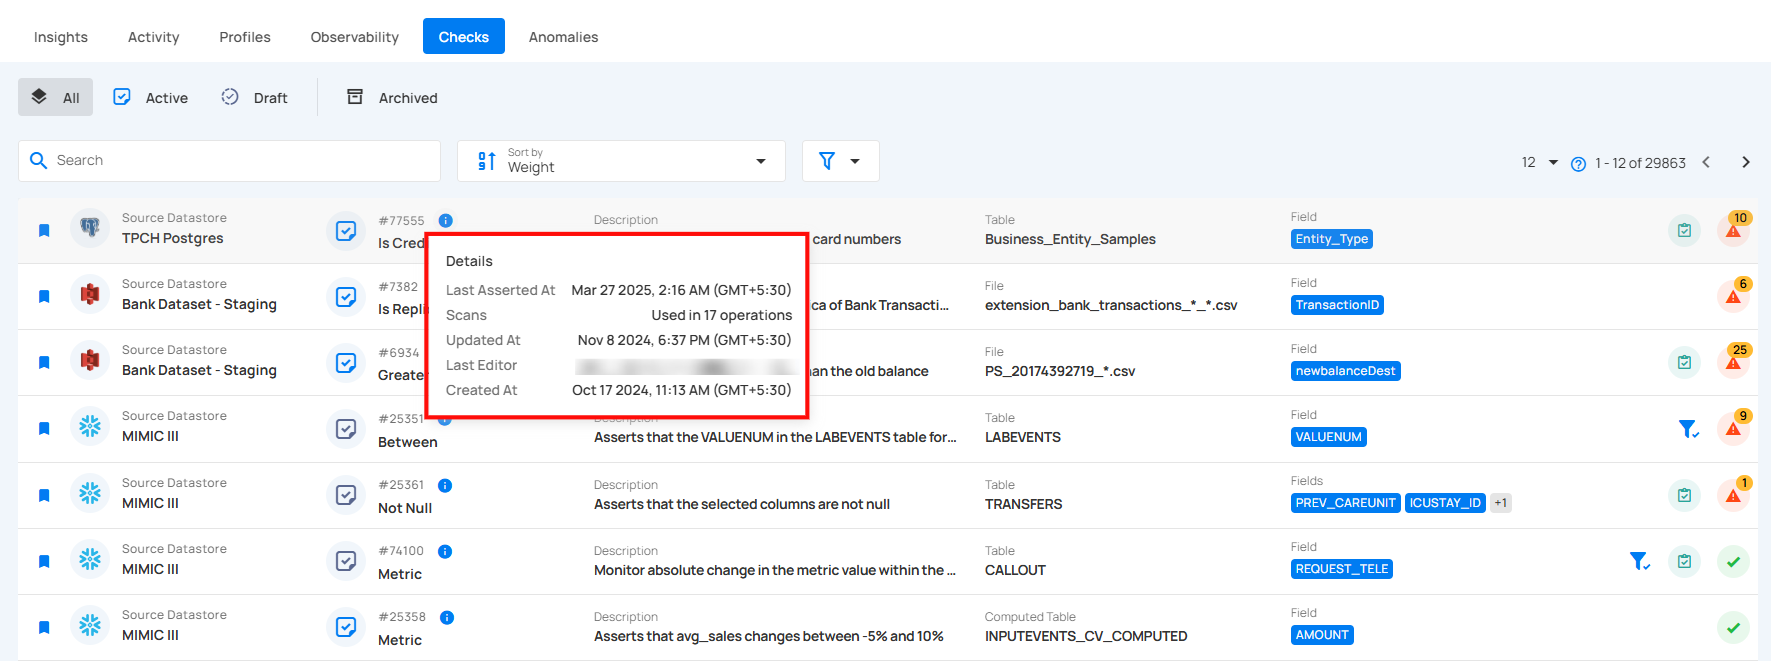 Insights Activity Profiles Observability Checks Anomalies
All Active Draft Archived
Search
Sort by
Weight
12 1 - 12 of 29863
Source Datastore
TPCH Postgres
#77555
Is Cred
Description
card numbers
Table
Business_Entity_Samples
Field
Entity_Type
10
Details
Last Asserted At Mar 27 2025, 2:16 AM (GMT+5:30)
Scans Used in 17 operations
Updated At Nov 8 2024, 6:37 PM (GMT+5:30)
Last Editor
Created At Oct 17 2024, 11:13 AM (GMT+5:30)
Source Datastore
Bank Dataset - Staging
#7382
Is Repli
ca of Bank Transacti...
File
extension_bank_transactions_*_*.csv
Field
TransactionID
6
Source Datastore
Bank Dataset - Staging
#6934
Greate
an the old balance
File
PS_20174392719_*.csv
Field
newbalanceDest
25
Source Datastore
MIMIC III
#25351
Between
Description
Asserts that the VALUENUM in the LABEVENTS table for...
Table
LABEVENTS
Field
VALUENUM
9
Source Datastore
MIMIC III
#25361
Not Null
Description
Asserts that the selected columns are not null
Table
TRANSFERS
Fields
PREV_CAREUNIT ICUSTAY_ID +1
1
Source Datastore
MIMIC III
#74100
Metric
Description
Monitor absolute change in the metric value within the ...
Table
CALLOUT
Field
REQUEST_TELE
Source Datastore
MIMIC III
#25358
Metric
Description
Asserts that avg_sales changes between -5% and 10%
Computed Table
INPUTEVENTS_CV_COMPUTED
Field
AMOUNT